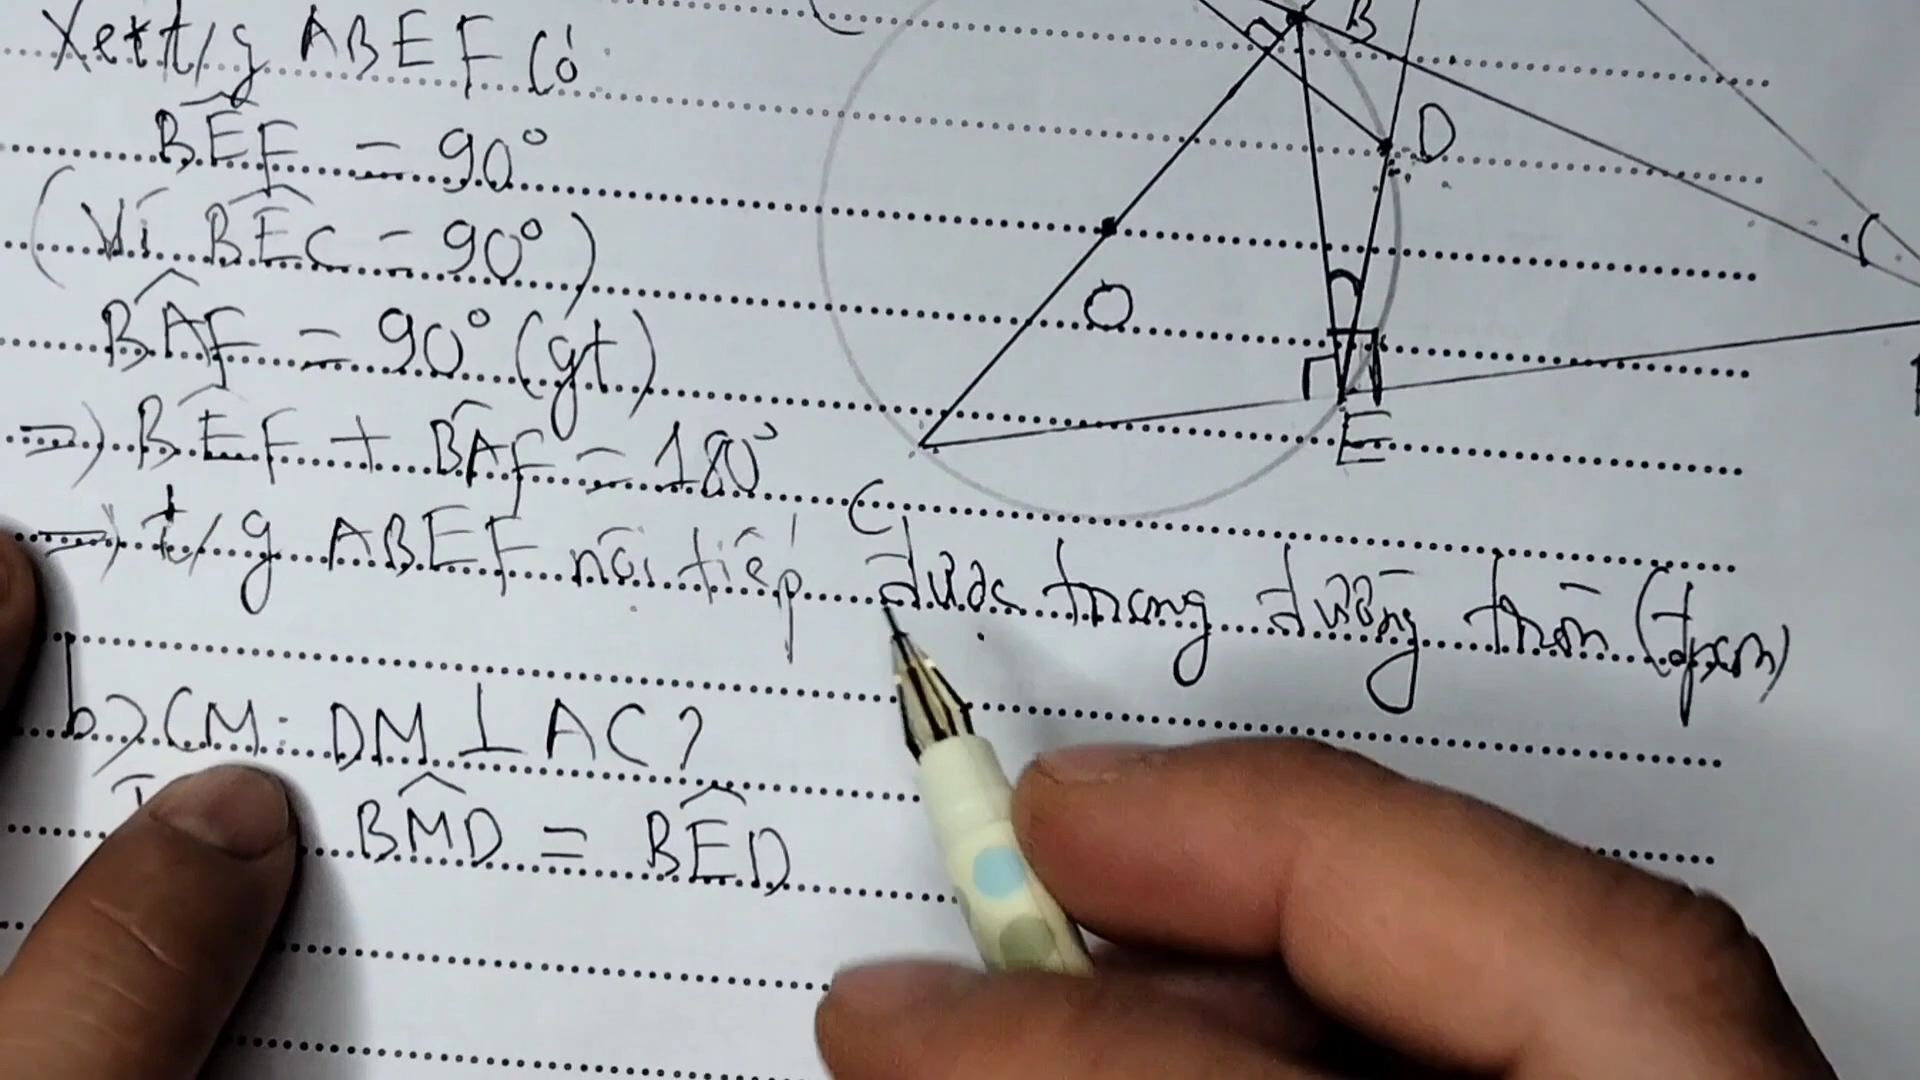 Xét t/g ABEF có
BEF = 90°
(Vì BEC = 90°)
BAF = 90° (gt)
=> BEF + BAF = 180°
=> t/g ABEF nội tiếp được trong đường tròn (đpcm)
b) CM: DM ⊥ AC?
BMD = BED
B
D
O
E
C